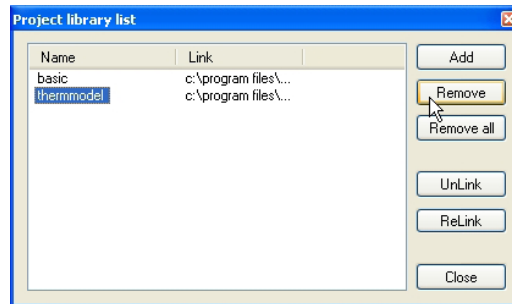 Project library list
Name Link
basic c:\program files\...
thermmodel c:\program files\...
Add
Remove
Remove all
UnLink
ReLink
Close